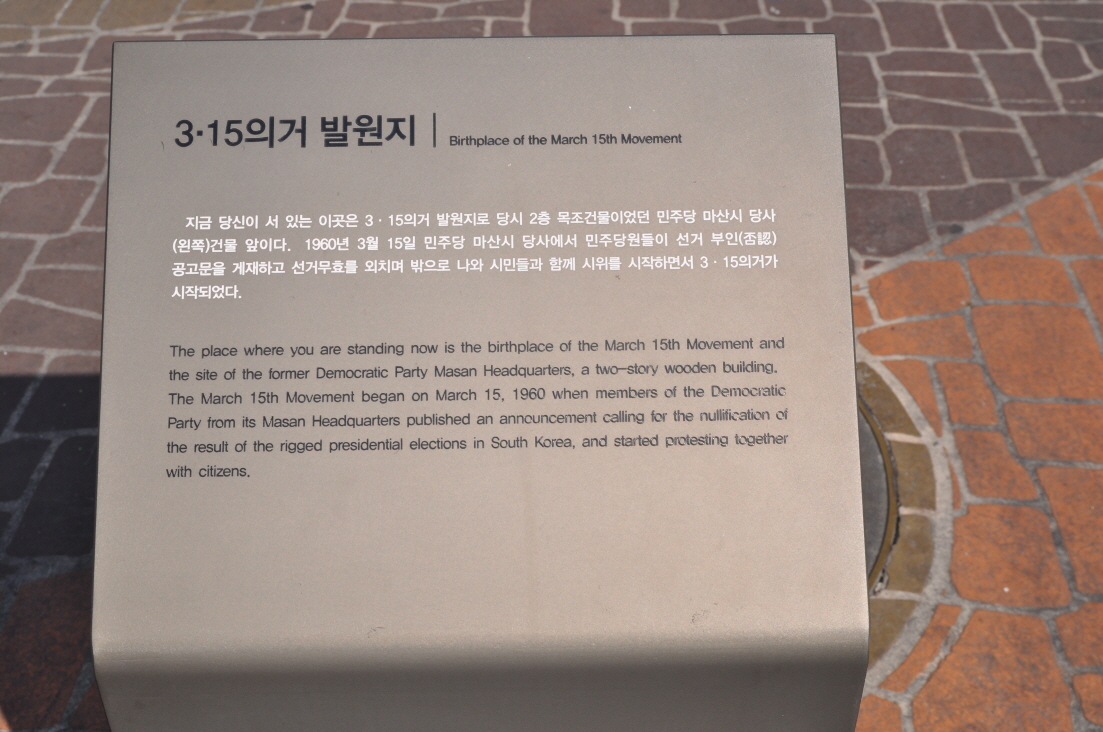 3·15의거 발원지 | Birthplace of the March 15th Movement
지금 당신이 서 있는 이곳은 3 · 15의거 발원지로 당시 2층 목조건물이었던 민주당 마산시 당사
(왼쪽)건물 앞이다. 1960년 3월 15일 민주당 마산시 당사에서 민주당원들이 선거 부인(否認)
공고문을 게재하고 선거무효를 외치며 밖으로 나와 시민들과 함께 시위를 시작하면서 3 · 15의거가
시작되었다.
The place where you are standing now is the birthplace of the March 15th Movement and
the site of the former Democratic Party Masan Headquarters, a two-story wooden building.
The March 15th Movement began on March 15, 1960 when members of the Democratic
Party from its Masan Headquarters published an announcement calling for the nullification of
the result of the rigged presidential elections in South Korea, and started protesting together
with citizens.